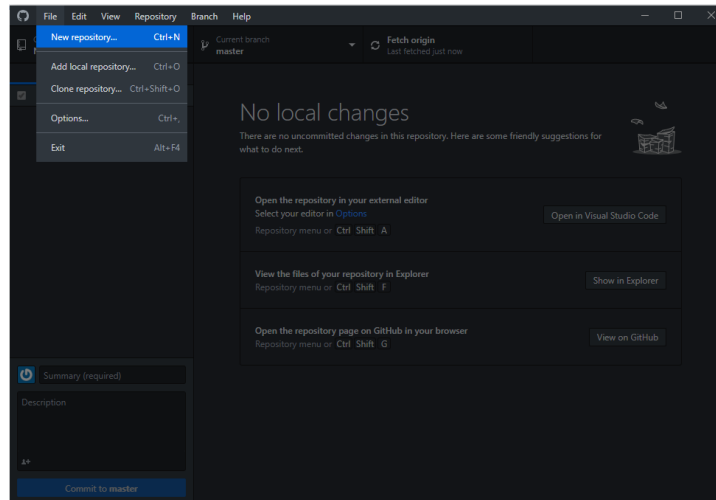 File Edit View Repository Branch Help
New repository... Ctrl+N
Add local repository... Ctrl+O
Clone repository... Ctrl+Shift+O
Options... Ctrl+,
Exit Alt+F4
Current branch
master
Fetch origin
Last fetched just now
No local changes
There are no uncommitted changes in this repository. Here are some friendly suggestions for
what to do next.
Open the repository in your external editor
Select your editor in Options
Repository menu or Ctrl Shift A
Open in Visual Studio Code
View the files of your repository in Explorer
Repository menu or Ctrl Shift F
Show in Explorer
Open the repository page on GitHub in your browser
Repository menu or Ctrl Shift G
View on GitHub
Summary (required)
Description
Commit to master